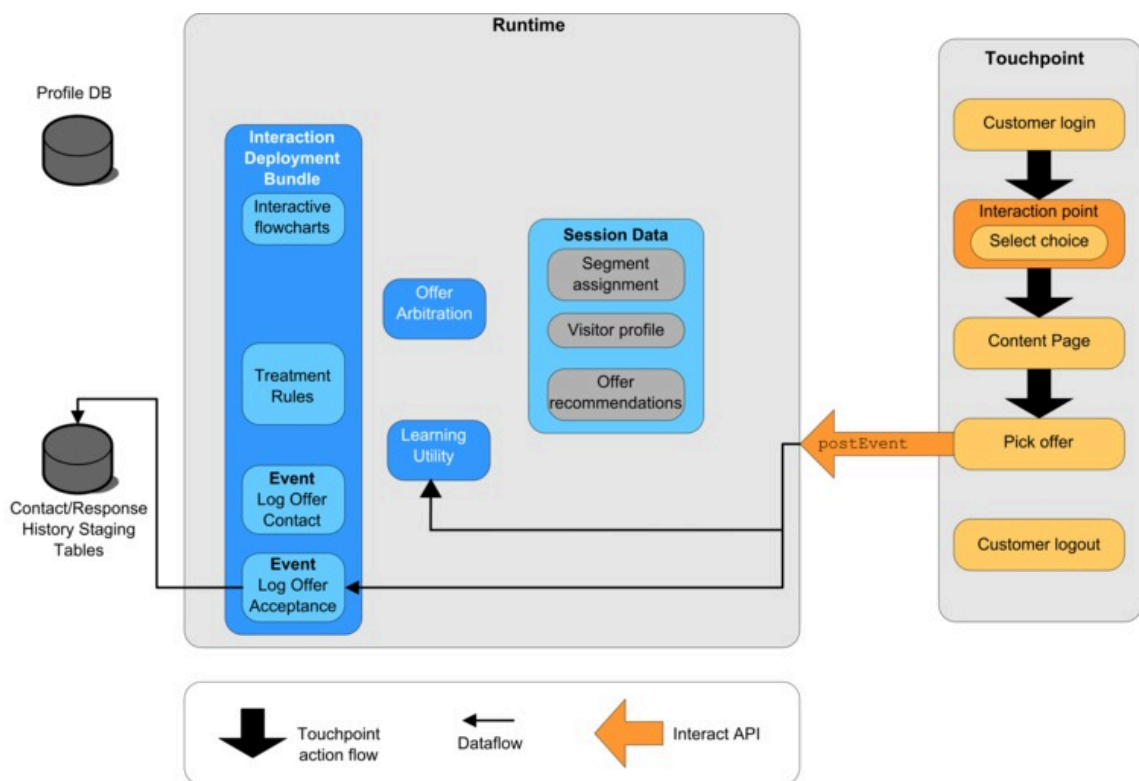 Runtime
Touchpoint
Profile DB
Interaction
Deployment
Bundle
Interactive
flowcharts
Treatment
Rules
Event
Log Offer
Contact
Event
Log Offer
Acceptance
Offer
Arbitration
Learning
Utility
Session Data
Segment
assignment
Visitor profile
Offer
recommendations
Customer login
Interaction point
Select choice
Content Page
Pick offer
Customer logout
postEvent
Contact/Response
History Staging
Tables
Touchpoint
action flow
Dataflow
Interact API